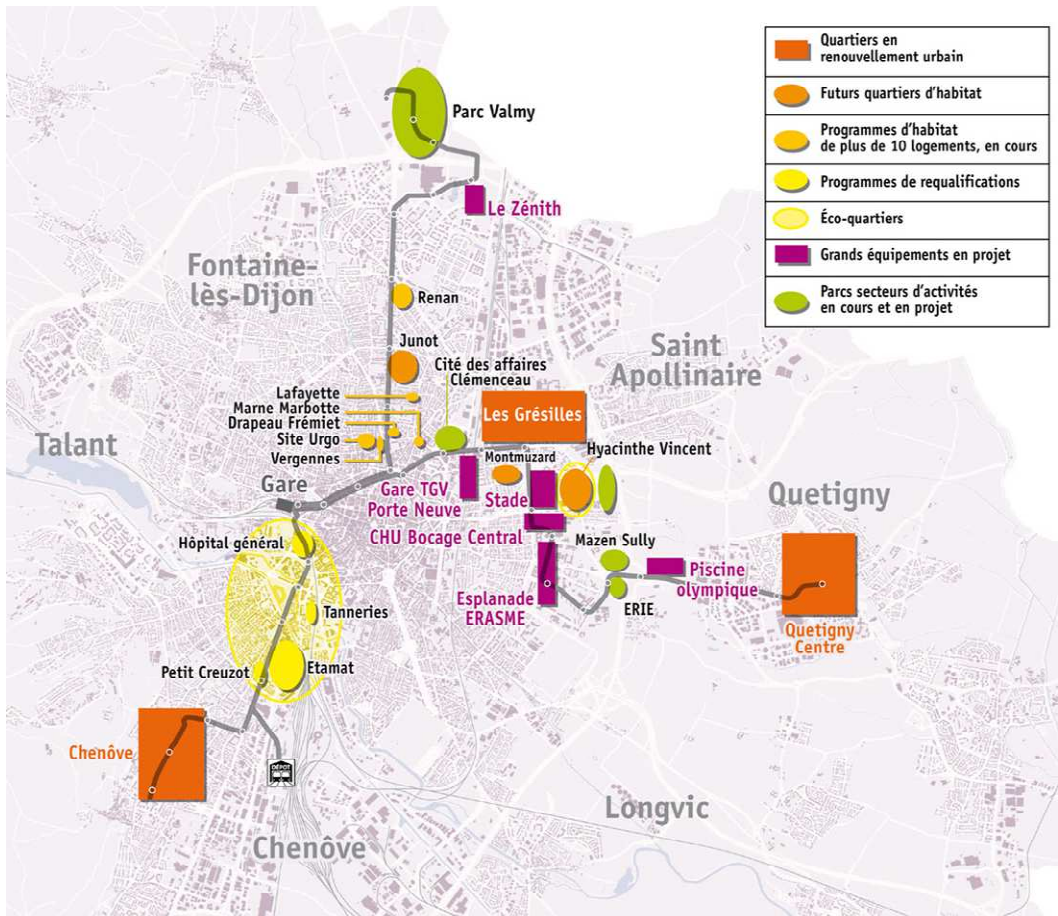 Quartiers en
renouvellement urbain
Futurs quartiers d'habitat
Programmes d'habitat
de plus de 10 logements, en cours
Programmes de requalifications
Éco-quartiers
Grands équipements en projet
Parcs secteurs d'activités
en cours et en projet
Parc Valmy
Le Zénith
Fontaine-
lès-Dijon
Renan
Junot
Saint
Apollinaire
Cité des affaires
Clémenceau
Lafayette
Marne Marbotte
Drapeau Frémiet
Site Urgo
Vergennes
Les Grésilles
Talant
Hyacinthe Vincent
Montmuzard
Gare
Gare TGV
Porte Neuve
Stade
Quetigny
CHU Bocage Central
Hôpital général
Mazen Sully
Piscine
olympique
Esplanade
ERASME
ERIE
Tanneries
Quetigny
Centre
Petit Creuzot
Etamat
Chenôve
DÉPOT
Longvic
Chenôve